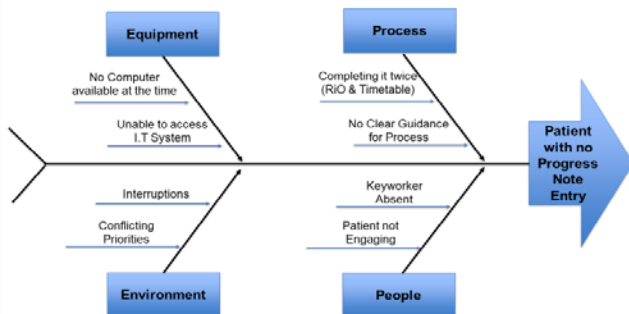 Equipment
Process
No Computer
available at the time
Completing it twice
(RiO & Timetable)
Unable to access
I.T System
No Clear Guidance
for Process
Patient
with no
Progress
Note
Entry
Interruptions
Keyworker
Absent
Conflicting
Priorities
Patient not
Engaging
Environment
People